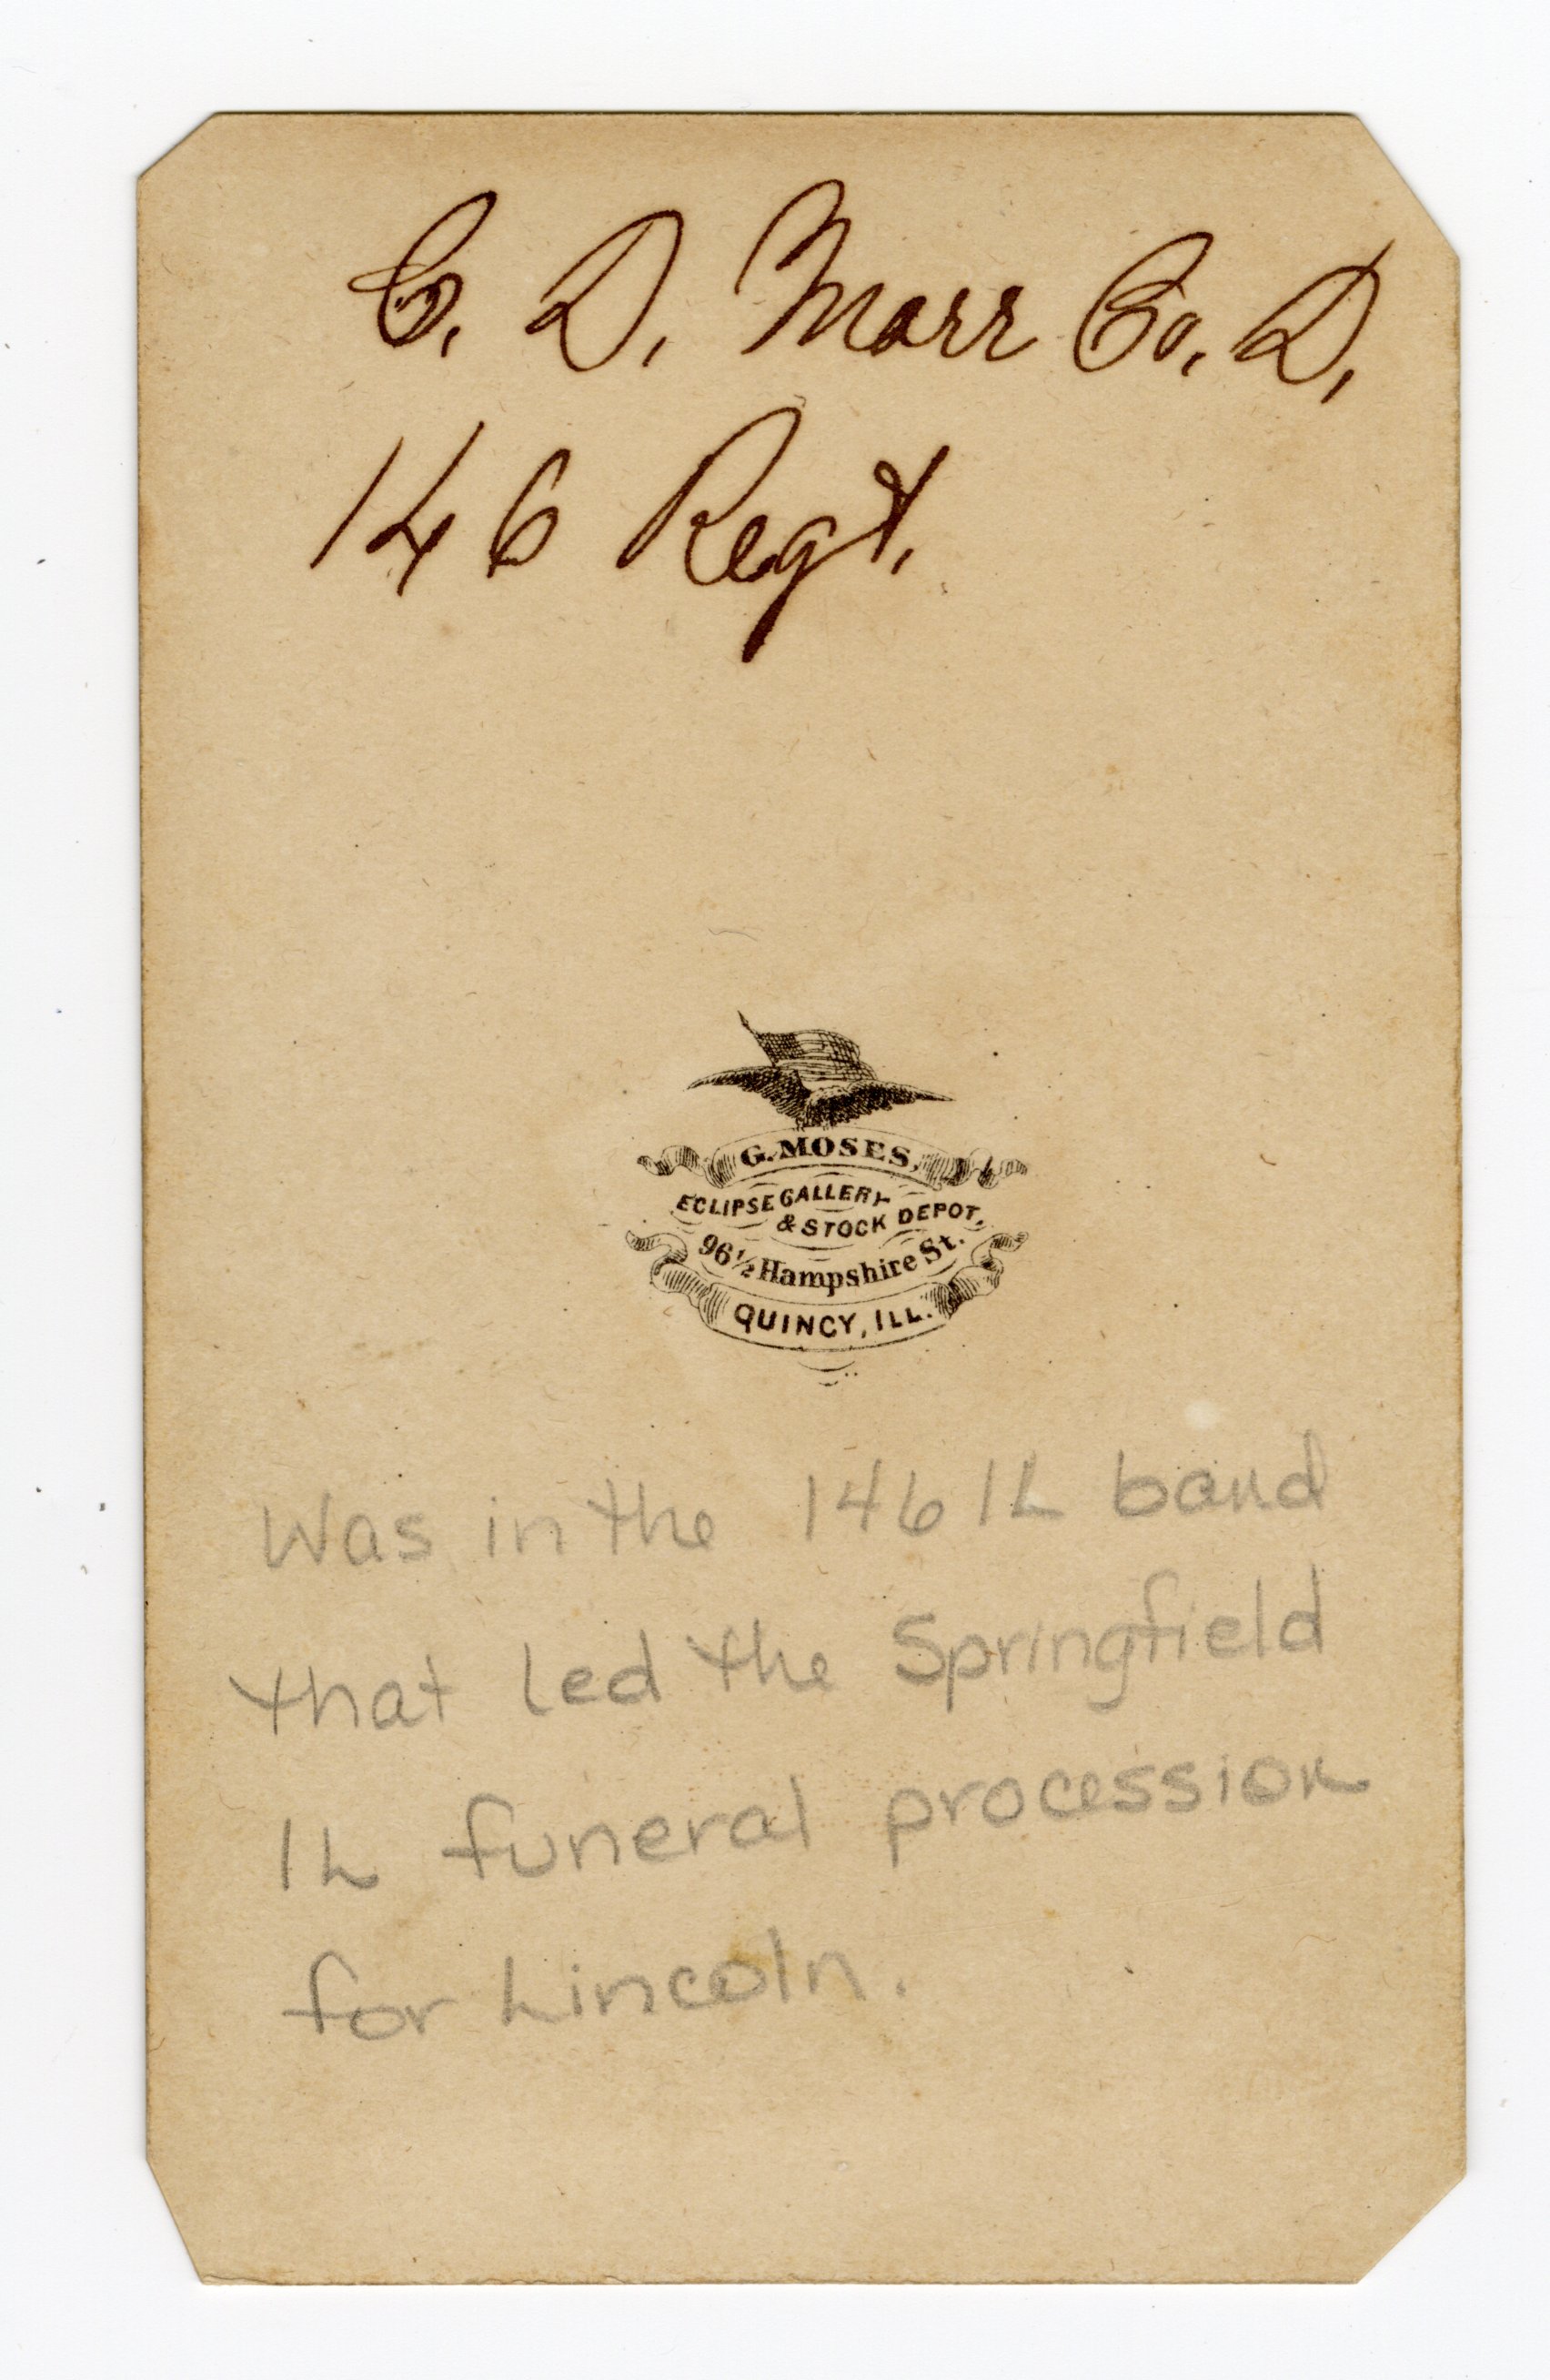 C. D. Marr Co. D.
146 Regt.
G. MOSES,
ECLIPSE GALLERY
& STOCK DEPOT,
96½ Hampshire St.
QUINCY, ILL.
Was in the 146 IL band
that led the Springfield
IL funeral procession
for Lincoln.